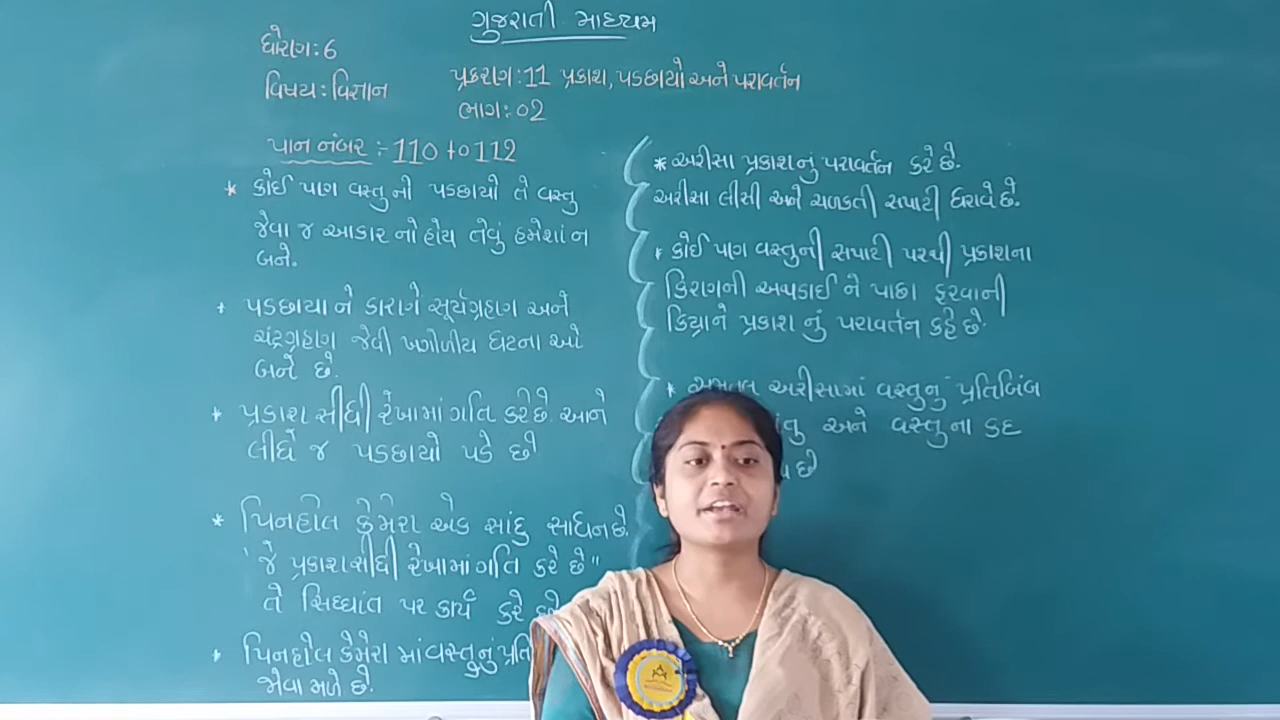 ગુજરાતી માધ્યમ
ધોરણ: 6
વિષય: વિજ્ઞાન
પ્રકરણ: 11 પ્રકાશ, પડછાયો અને પરાવર્તન
ભાગ: 02
પાન નંબર :- 110 to 112
* કોઈ પણ વસ્તુનો પડછાયો તે વસ્તુ
જેવા જ આકારનો હોય તેવું હમેશાં ન
બને.
* પડછાયાને કારણે સૂર્યગ્રહણ અને
ચંદ્રગ્રહણ જેવી ખગોળીય ઘટનાઓ
બને છે.
* પ્રકાશ સીધી રેખામાં ગતિ કરે છે. આને
લીધે જ પડછાયો પડે છે
* પિનહોલ કેમેરા એક સાદું સાધન છે.
'જે પ્રકાશ સીધી રેખામાં ગતિ કરે છે"
તે સિધ્ધાંત પર કાર્ય કરે
* પિનહોલ કેમેરા માં વસ્તુનું પ્રતિ
જોવા મળે છે.
* અરીસા પ્રકાશનું પરાવર્તન કરે છે.
અરીસા લીસી અને ચળકતી સપાટી ધરાવે છે.
* કોઈ પણ વસ્તુની સપાટી પરથી પ્રકાશના
કિરણની અથડાઈ ને પાછા ફરવાની
ક્રિયાને પ્રકાશ નું પરાવર્તન કહે છે.
* અરીસામાં વસ્તુનું પ્રતિબિંબ
અને વસ્તુના કદ
છે